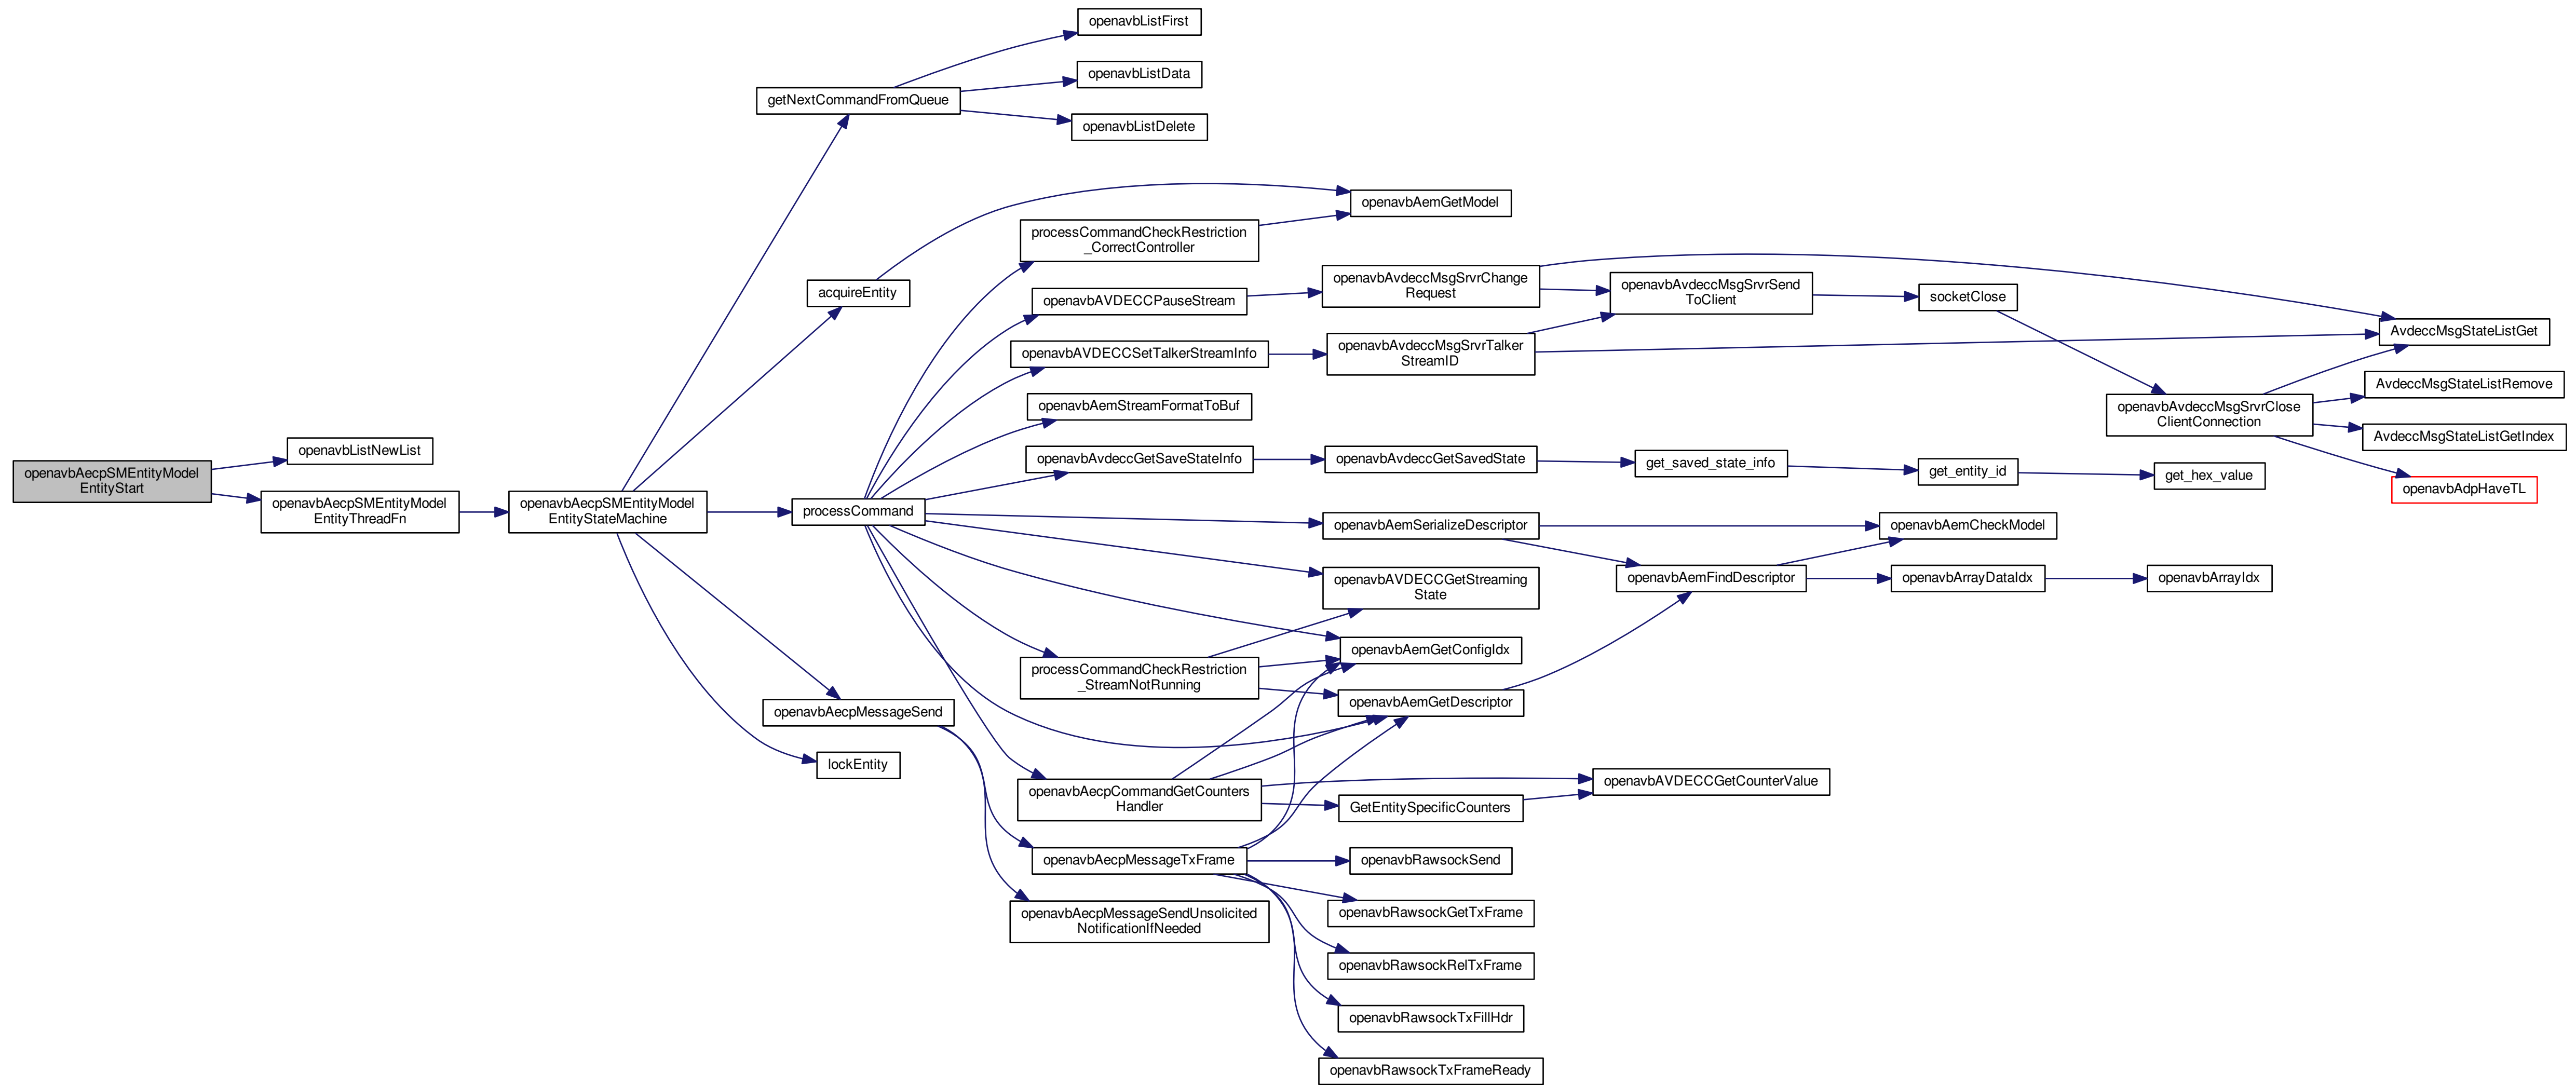 openavbListFirst
openavbListData
getNextCommandFromQueue
openavbListDelete
openavbAemGetModel
processCommandCheckRestriction
_CorrectController
acquireEntity
openavbAVDECCPauseStream
openavbAvdeccMsgSrvrChange
Request
openavbAvdeccMsgSrvrSend
ToClient
socketClose
AvdeccMsgStateListGet
openavbAVDECCSetTalkerStreamInfo
openavbAvdeccMsgSrvrTalker
StreamID
AvdeccMsgStateListRemove
openavbAemStreamFormatToBuf
openavbAvdeccMsgSrvrClose
ClientConnection
AvdeccMsgStateListGetIndex
openavbListNewList
openavbAvdeccGetSaveStateInfo
openavbAvdeccGetSavedState
get_saved_state_info
get_entity_id
get_hex_value
openavbAdpHaveTL
openavbAecpSMEntityModel
EntityStart
openavbAecpSMEntityModel
EntityThreadFn
openavbAecpSMEntityModel
EntityStateMachine
processCommand
openavbAemSerializeDescriptor
openavbAemCheckModel
openavbAVDECCGetStreaming
State
openavbAemFindDescriptor
openavbArrayDataIdx
openavbArrayIdx
openavbAemGetConfigIdx
processCommandCheckRestriction
_StreamNotRunning
openavbAemGetDescriptor
openavbAecpMessageSend
lockEntity
openavbAecpCommandGetCounters
Handler
openavbAVDECCGetCounterValue
GetEntitySpecificCounters
openavbAecpMessageTxFrame
openavbRawsockSend
openavbAecpMessageSendUnsolicited
NotificationIfNeeded
openavbRawsockGetTxFrame
openavbRawsockRelTxFrame
openavbRawsockTxFillHdr
openavbRawsockTxFrameReady